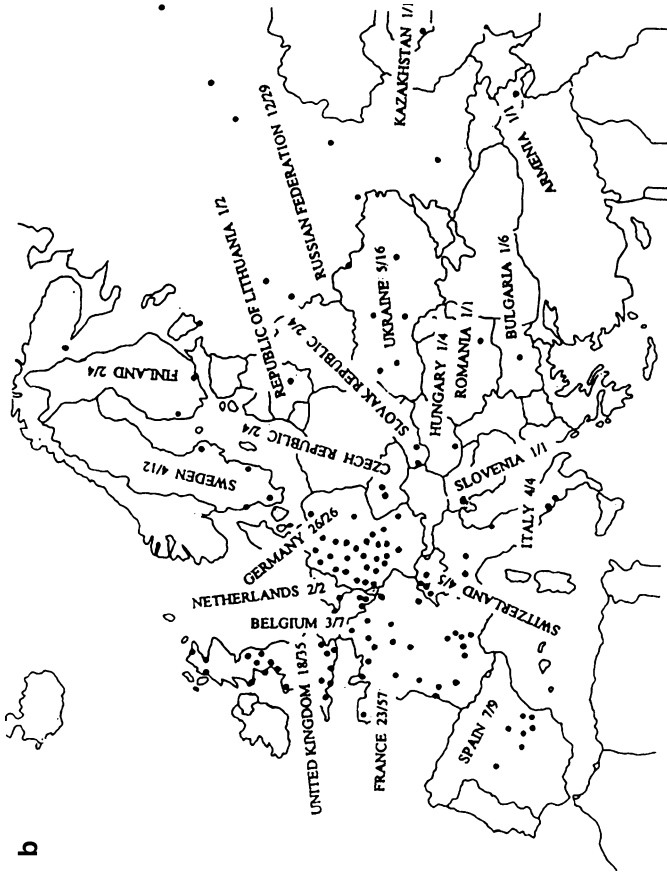 b
KAZAKHSTAN 1/1
RUSSIAN FEDERATION 12/29
ARMENIA 1/1
REPUBLIC OF LITHUANIA 1/2
UKRAINE 5/16
BULGARIA 1/6
FINLAND 2/4
SLOVAK REPUBLIC 2/4
HUNGARY 1/4
ROMANIA 1/1
CZECH REPUBLIC 2/4
SWEDEN 4/12
SLOVENIA 1/1
ITALY 4/4
GERMANY 26/26
NETHERLANDS 2/2
BELGIUM 3/7
SWITZERLAND 4/5
UNITED KINGDOM 18/35
FRANCE 23/57
SPAIN 7/9